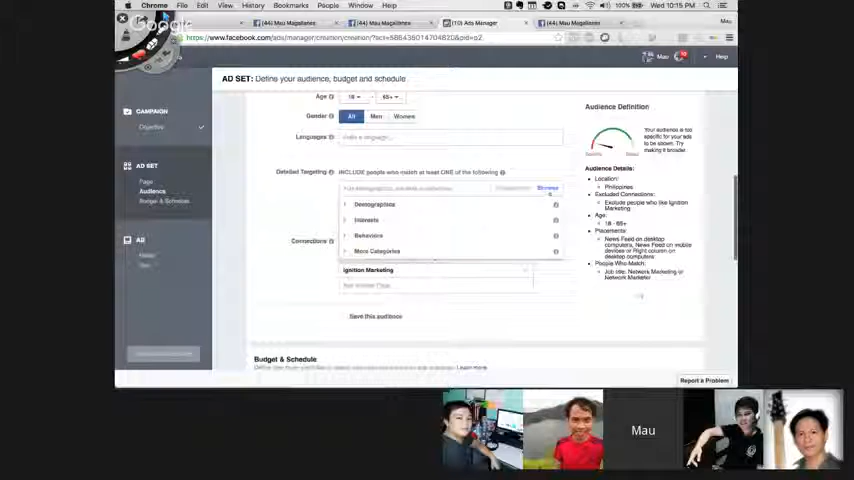 Chrome File Edit View History Bookmarks People Window Help
100% Wed 10:15 PM
(44) Mau Magallanes (44) Mau Magallanes (10) Ads Manager (44) Mau Magallanes Mau
Google
Mau Help
AD SET: Define your audience, budget and schedule
CAMPAIGN
Objective
AD SET
Page
Audience
Budget & Schedule
AD
Age 18 - 65+
Gender All Men Women
Languages
Detailed Targeting INCLUDE people who match at least ONE of the following
Browse
Demographics
Interests
Behaviors
More Categories
Connections
Ignition Marketing
Save this audience
Budget & Schedule
Learn more.
Audience Definition
Your audience is too
specific for your ads
to be shown. Try
making it broader.
Audience Details:
Location:
Philippines
Excluded Connections:
Exclude people who like Ignition
Marketing
Age:
18 - 65+
Placements:
News Feed on desktop
computers, News Feed on mobile
devices or Right column on
desktop computers
People Who Match:
Job title: Network Marketing or
Network Marketer
Report a Problem
Mau